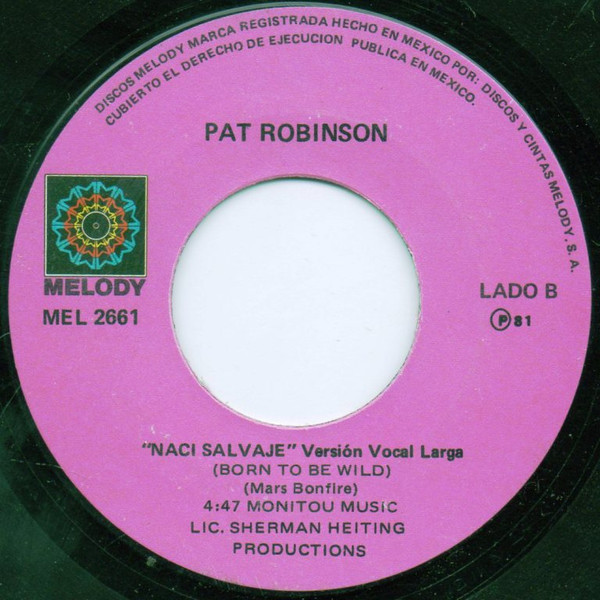 DISCOS MELODY MARCA REGISTRADA HECHO EN MEXICO POR: DISCOS Y CINTAS MELODY, S. A.
CUBIERTO EL DERECHO DE EJECUCION PUBLICA EN MEXICO.
PAT ROBINSON
MELODY
MEL 2661
LADO B
Ⓟ 81
"NACI SALVAJE" Versión Vocal Larga
(BORN TO BE WILD)
(Mars Bonfire)
4:47 MONITOU MUSIC
LIC. SHERMAN HEITING
PRODUCTIONS